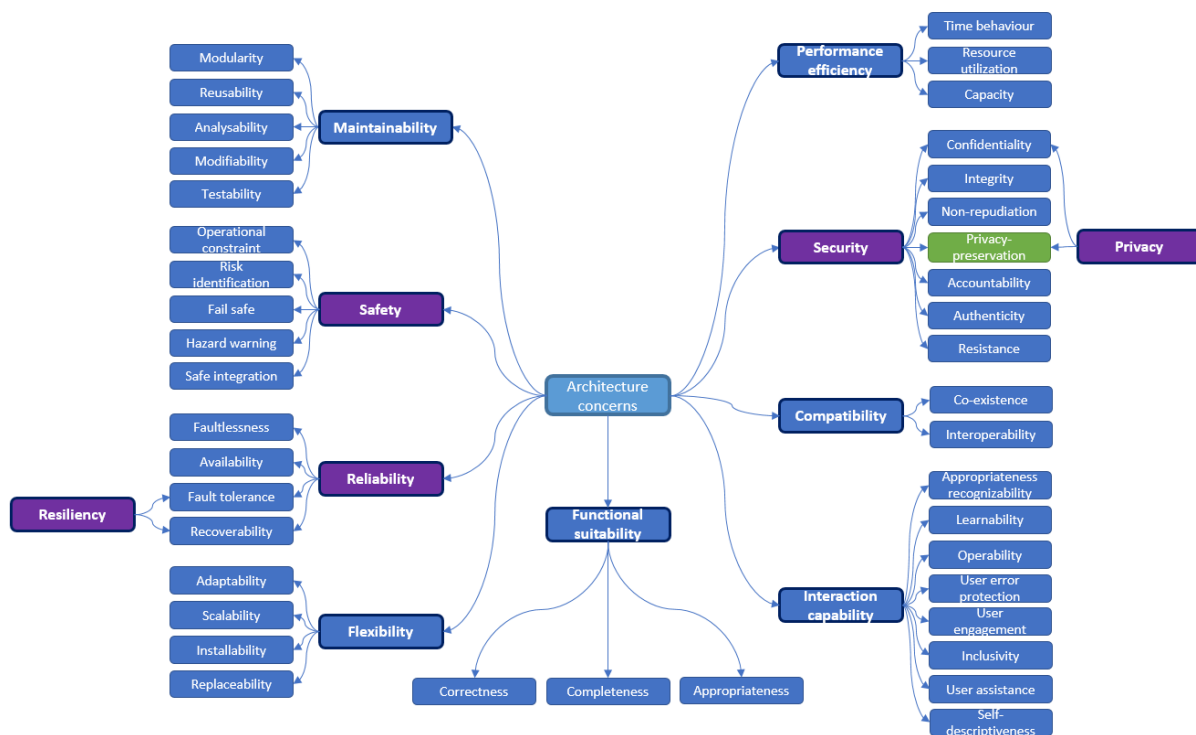 Modularity
Reusability
Analysability
Modifiability
Testability
Maintainability
Operational
constraint
Risk
identification
Fail safe
Hazard warning
Safe integration
Safety
Faultlessness
Availability
Fault tolerance
Recoverability
Reliability
Resiliency
Adaptability
Scalability
Installability
Replaceability
Flexibility
Architecture
concerns
Functional
suitability
Correctness
Completeness
Appropriateness
Performance
efficiency
Time behaviour
Resource
utilization
Capacity
Security
Confidentiality
Integrity
Non-repudiation
Privacy-
preservation
Accountability
Authenticity
Resistance
Privacy
Compatibility
Co-existence
Interoperability
Interaction
capability
Appropriateness
recognizability
Learnability
Operability
User error
protection
User
engagement
Inclusivity
User assistance
Self-
descriptiveness